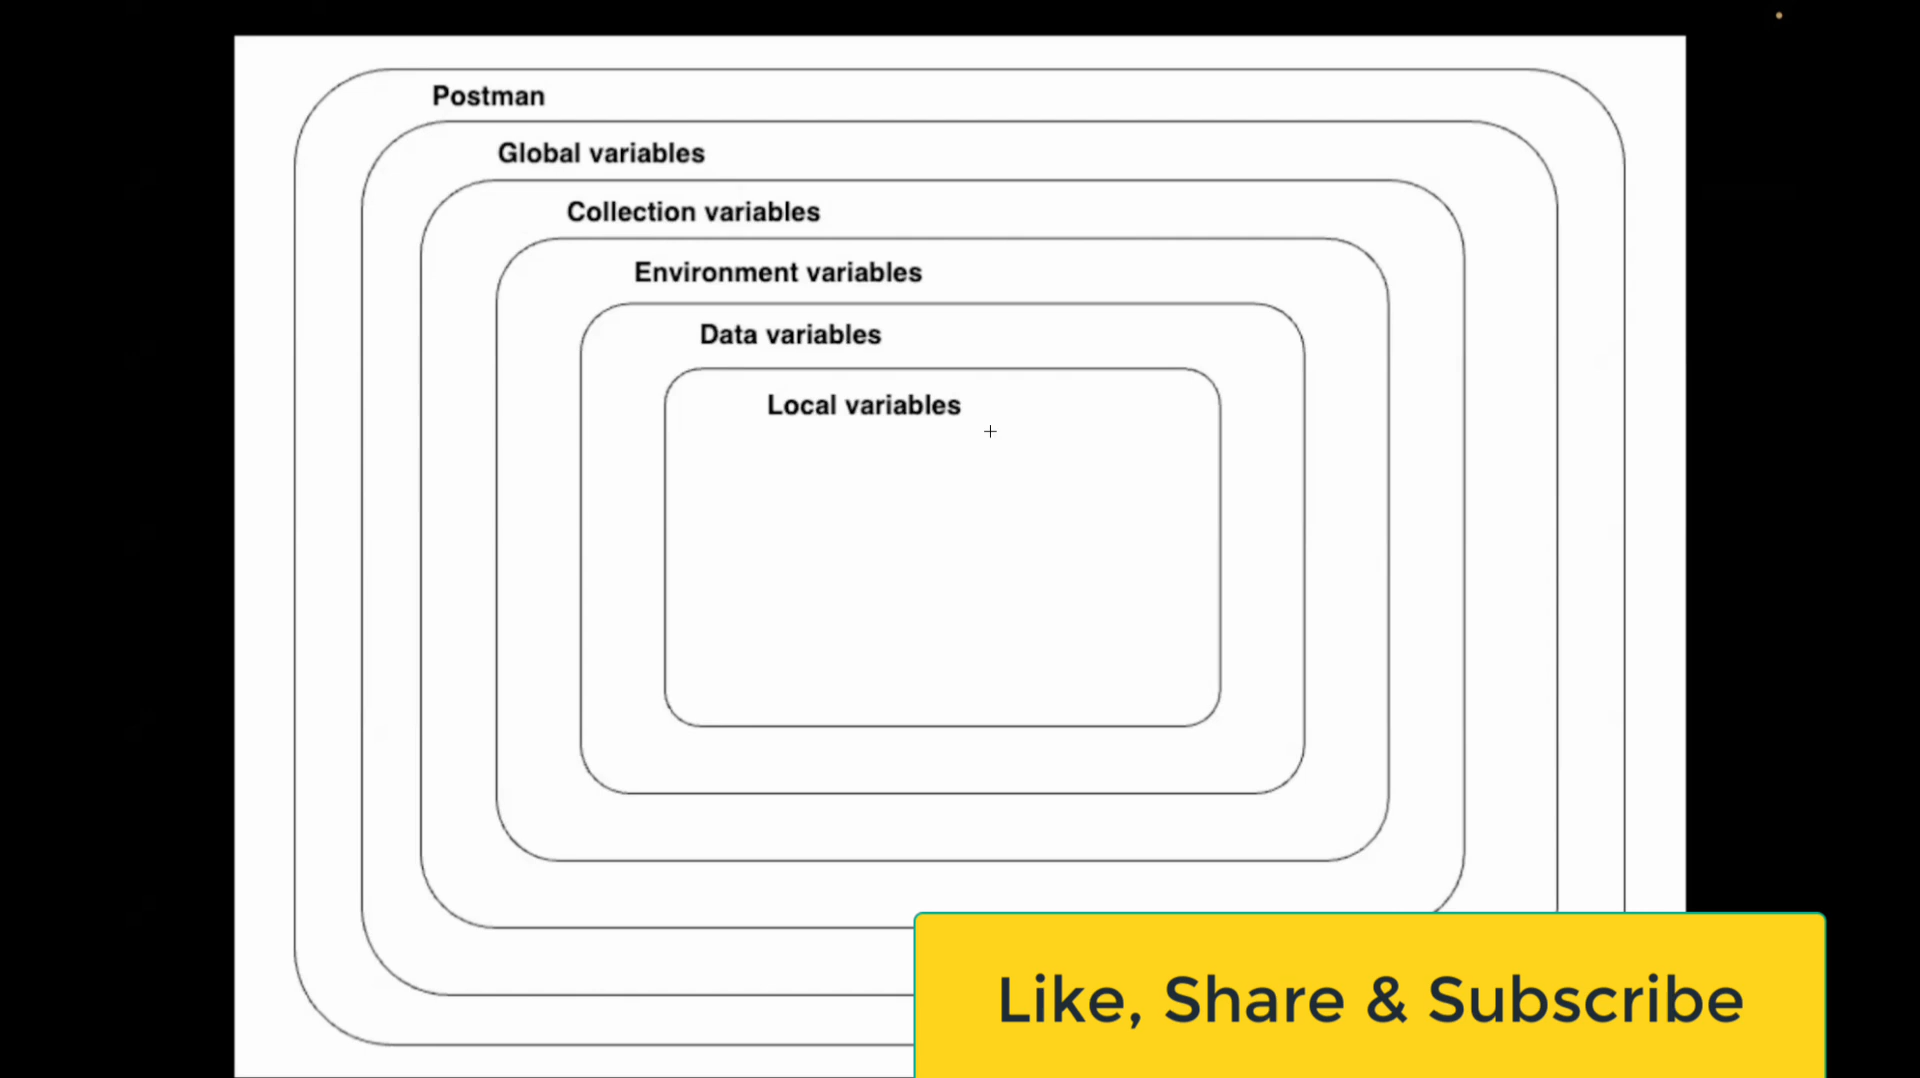 Postman
Global variables
Collection variables
Environment variables
Data variables
Local variables
Like, Share & Subscribe